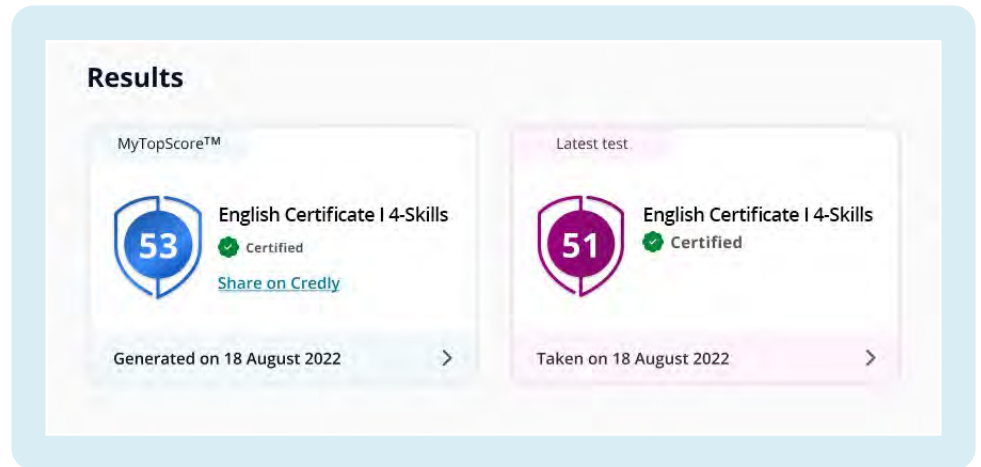 Results
MyTopScore™
53
English Certificate I 4-Skills
Certified
Share on Credly
Generated on 18 August 2022
Latest test
51
English Certificate I 4-Skills
Certified
Taken on 18 August 2022